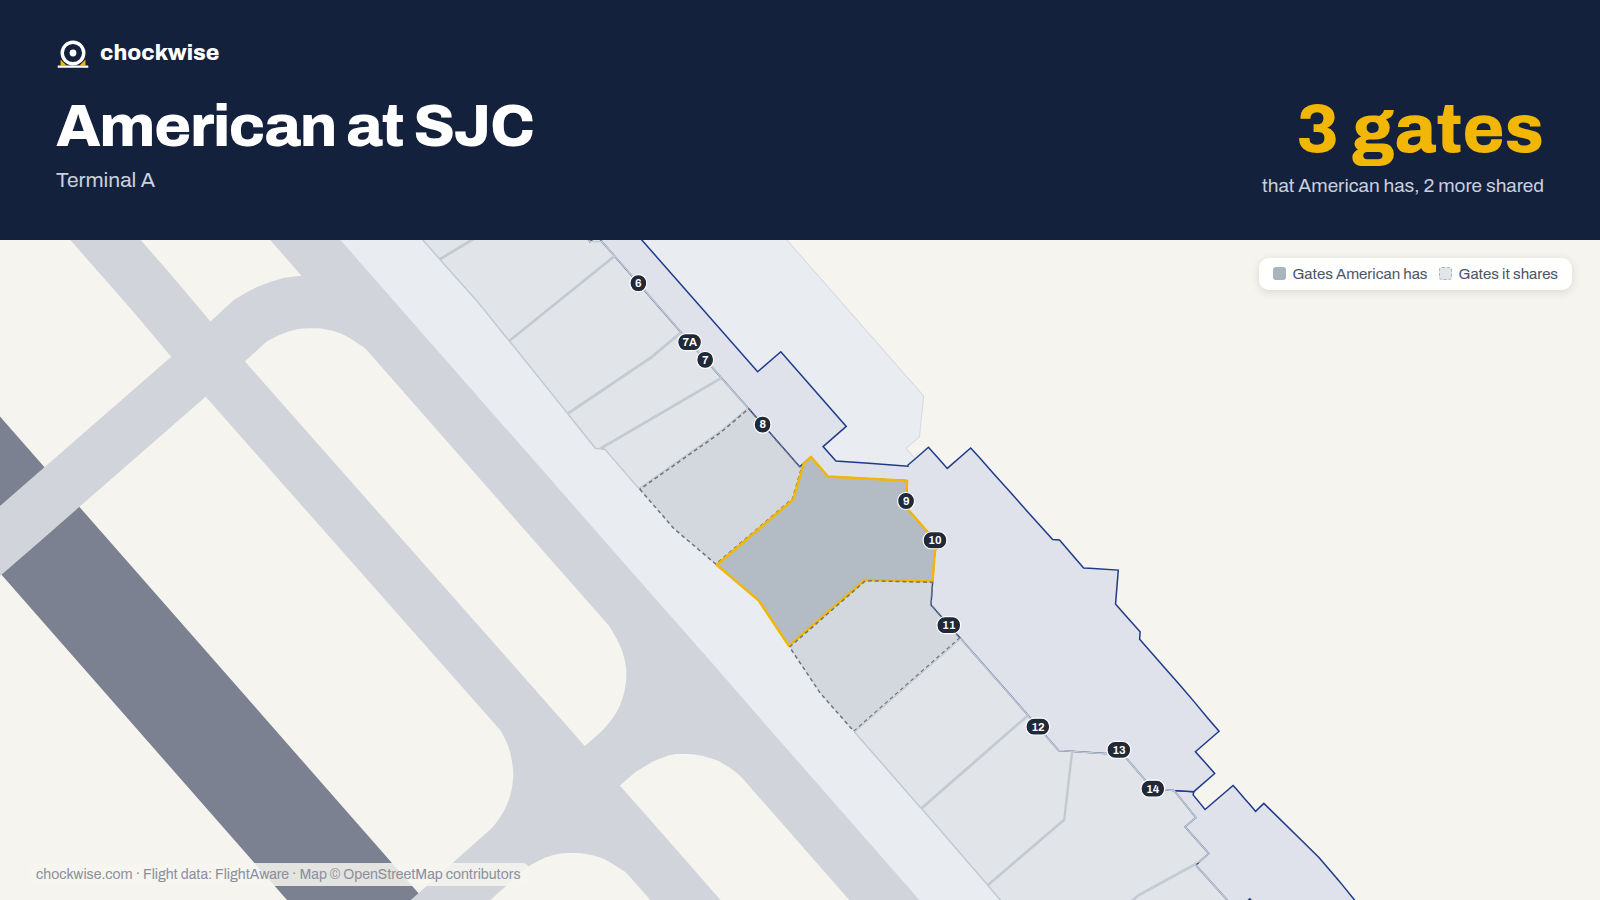 chockwise
American at SJC
Terminal A
3 gates
that American has, 2 more shared
Gates American has
Gates it shares
6
7A
7
8
9
10
11
12
13
14
chockwise.com · Flight data: FlightAware · Map © OpenStreetMap contributors